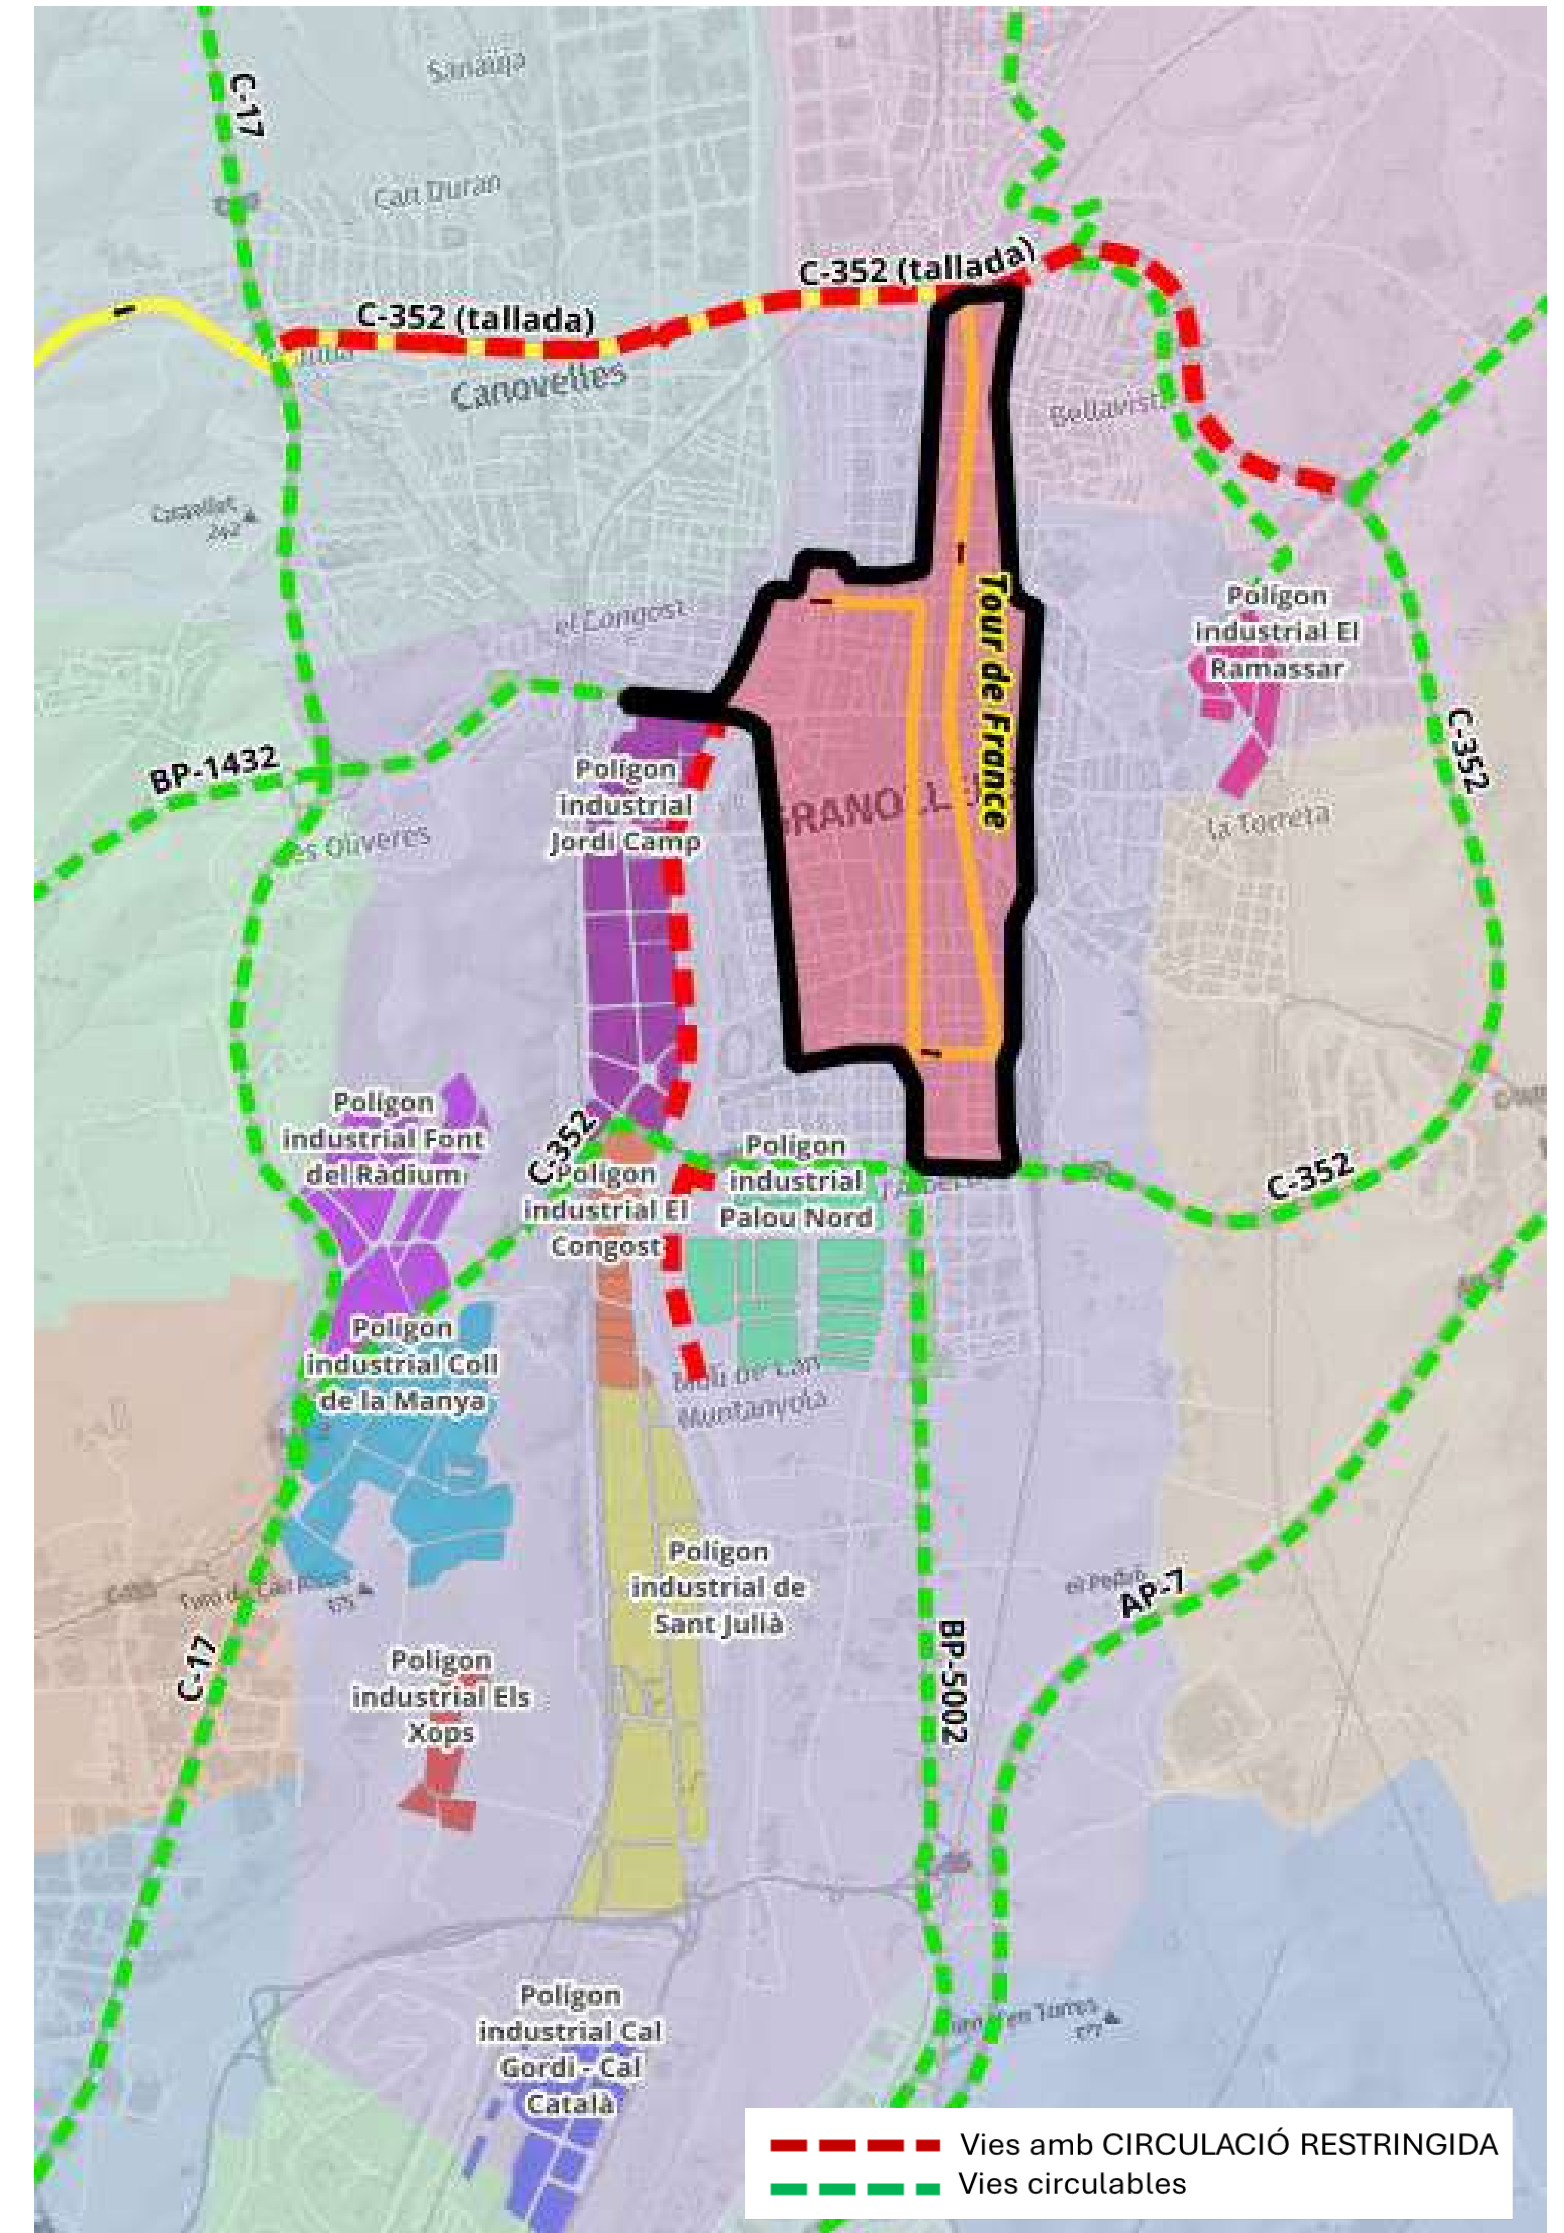 Sanaüja
C-17
Can Duran
C-352 (tallada)
C-352 (tallada)
Canovelles
Bellavista
el Congost
Polígon
industrial El
Ramassar
Tour de France
BP-1432
C-352
Polígon
industrial
Jordi Camp
la Torreta
Polígon
industrial Font
del Ràdium
C-352
Polígon
industrial El
Congost
Polígon
industrial
Palou Nord
C-352
Polígon
industrial Coll
de la Manya
Muntanyola
Polígon
industrial de
Sant Julià
AP-7
C-17
BP-5002
Polígon
industrial Els
Xops
Polígon
industrial Cal
Gordi - Cal
Català
Vies amb CIRCULACIÓ RESTRINGIDA
Vies circulables